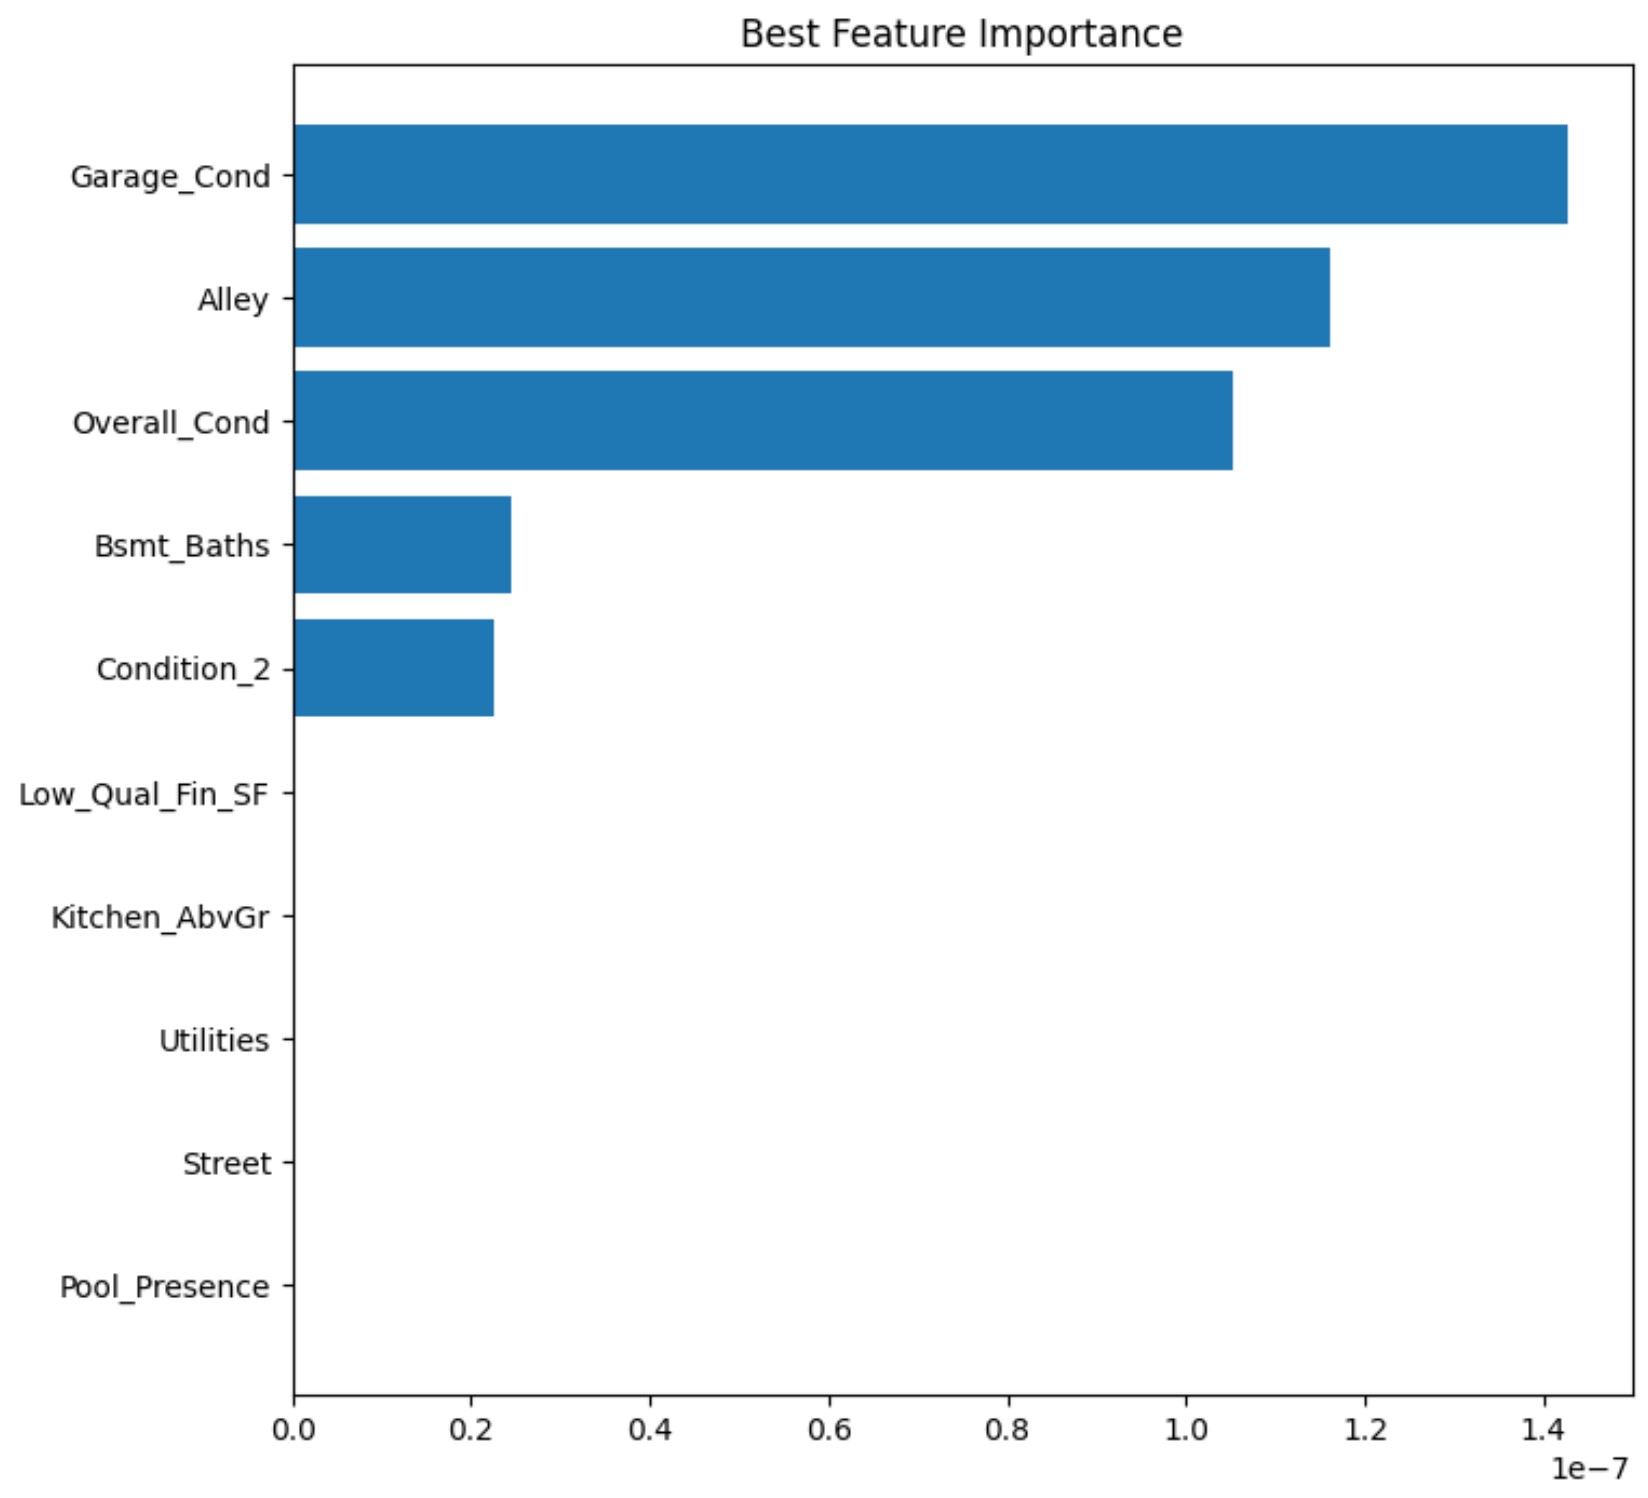 Best Feature Importance
Garage_Cond
Alley
Overall_Cond
Bsmt_Baths
Condition_2
Low_Qual_Fin_SF
Kitchen_AbvGr
Utilities
Street
Pool_Presence
0.0 0.2 0.4 0.6 0.8 1.0 1.2 1.4
1e−7